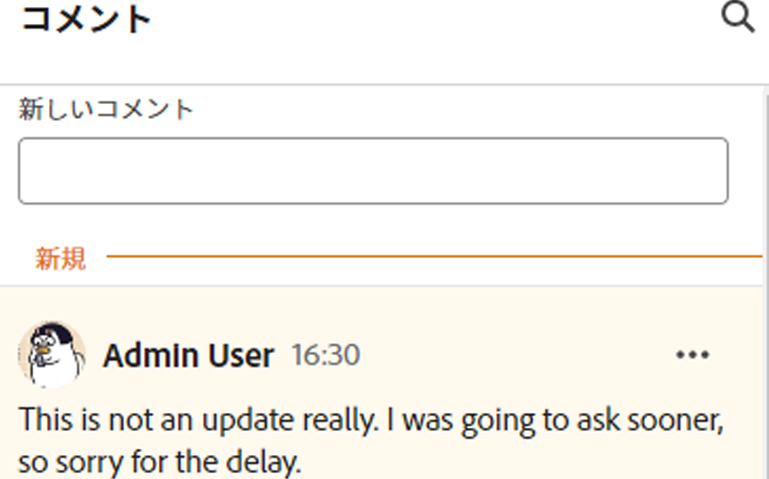 コメント
新しいコメント
新規
Admin User 16:30
This is not an update really. I was going to ask sooner,
so sorry for the delay.